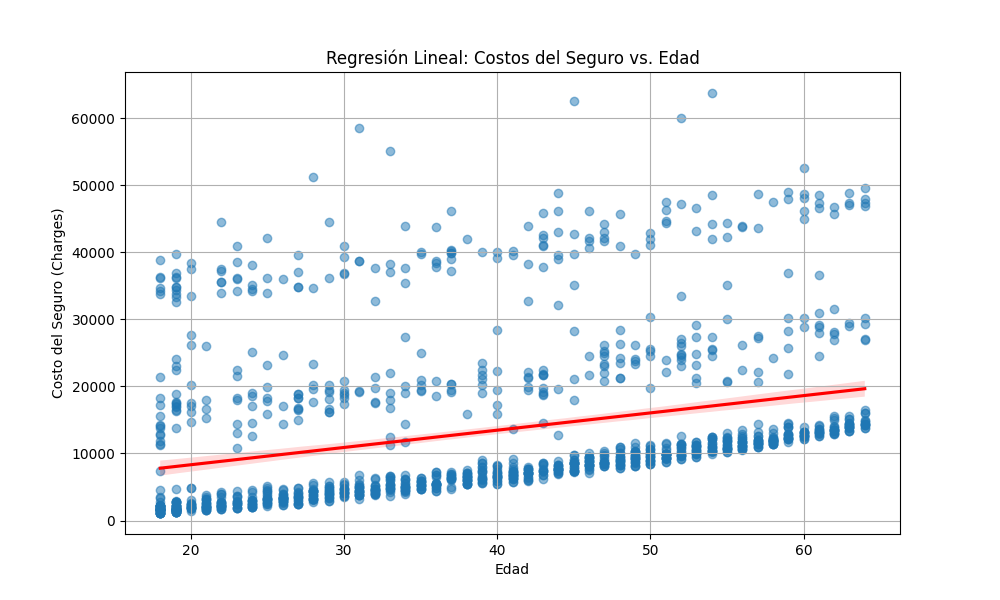 Regresión Lineal: Costos del Seguro vs. Edad
Costo del Seguro (Charges)
60000
50000
40000
30000
20000
10000
0
20 30 40 50 60
Edad